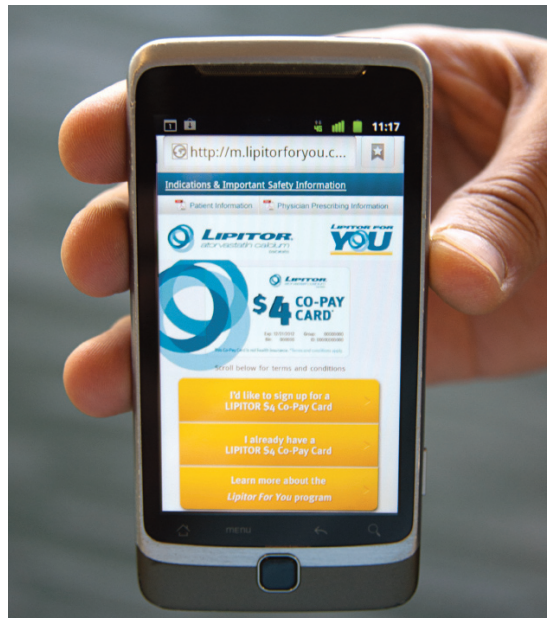 11:17
http://m.lipitorforyou.c...
Indications & Important Safety Information
Patient Information Physician Prescribing Information
LIPITOR
atorvastatin calcium
LIPITOR FOR
YOU
LIPITOR
$4 CO-PAY
CARD*
Scroll below for terms and conditions
I'd like to sign up for a
LIPITOR $4 Co-Pay Card
I already have a
LIPITOR $4 Co-Pay Card
Learn more about the
Lipitor For You program
MENU